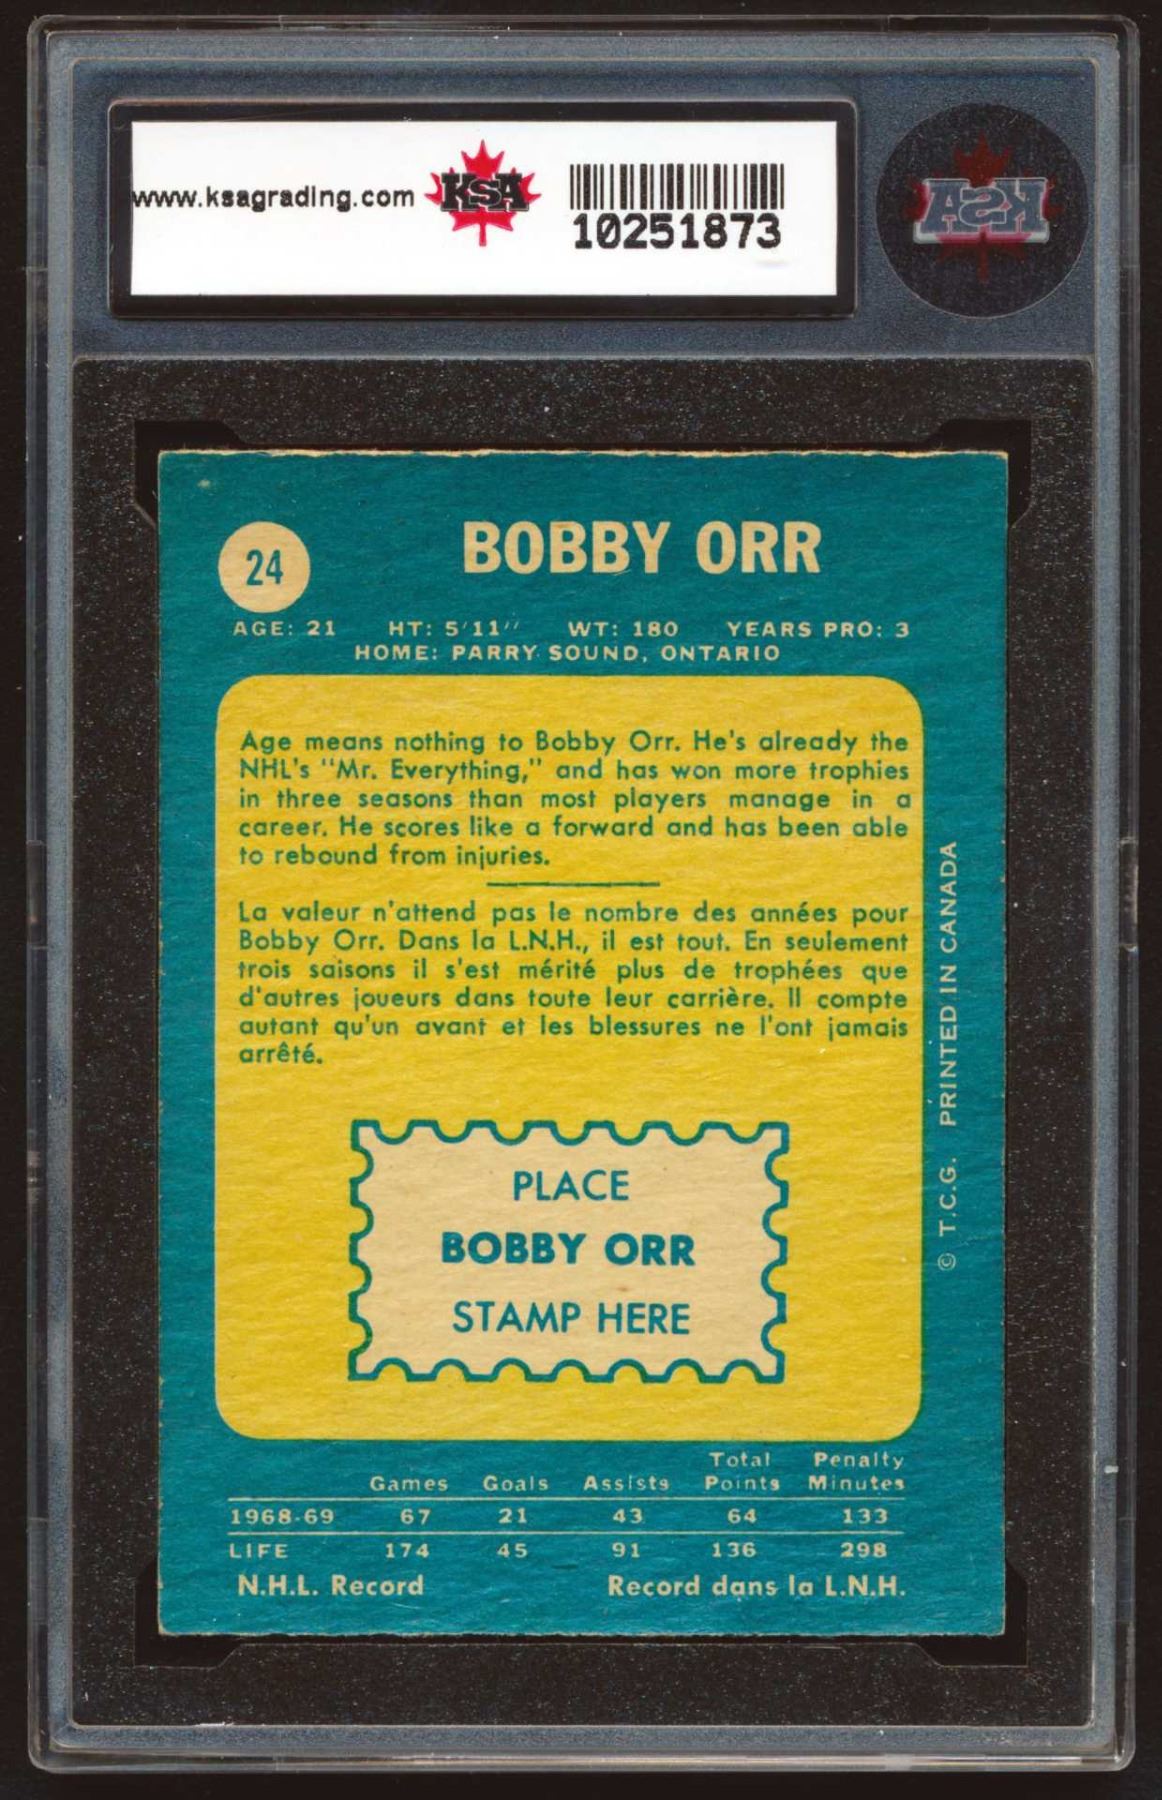 www.ksagrading.com KSA
10251873
KSA
24
BOBBY ORR
AGE: 21 HT: 5'11" WT: 180 YEARS PRO: 3
HOME: PARRY SOUND, ONTARIO
Age means nothing to Bobby Orr. He's already the
NHL's "Mr. Everything," and has won more trophies
in three seasons than most players manage in a
career. He scores like a forward and has been able
to rebound from injuries.
La valeur n'attend pas le nombre des années pour
Bobby Orr. Dans la L.N.H., il est tout. En seulement
trois saisons il s'est mérité plus de trophées que
d'autres joueurs dans toute leur carrière. Il compte
autant qu'un avant et les blessures ne l'ont jamais
arrêté.
PLACE
BOBBY ORR
STAMP HERE
© T.C.G. PRINTED IN CANADA
Total Penalty
Games Goals Assists Points Minutes
1968-69 67 21 43 64 133
LIFE 174 45 91 136 298
N.H.L. Record Record dans la L.N.H.